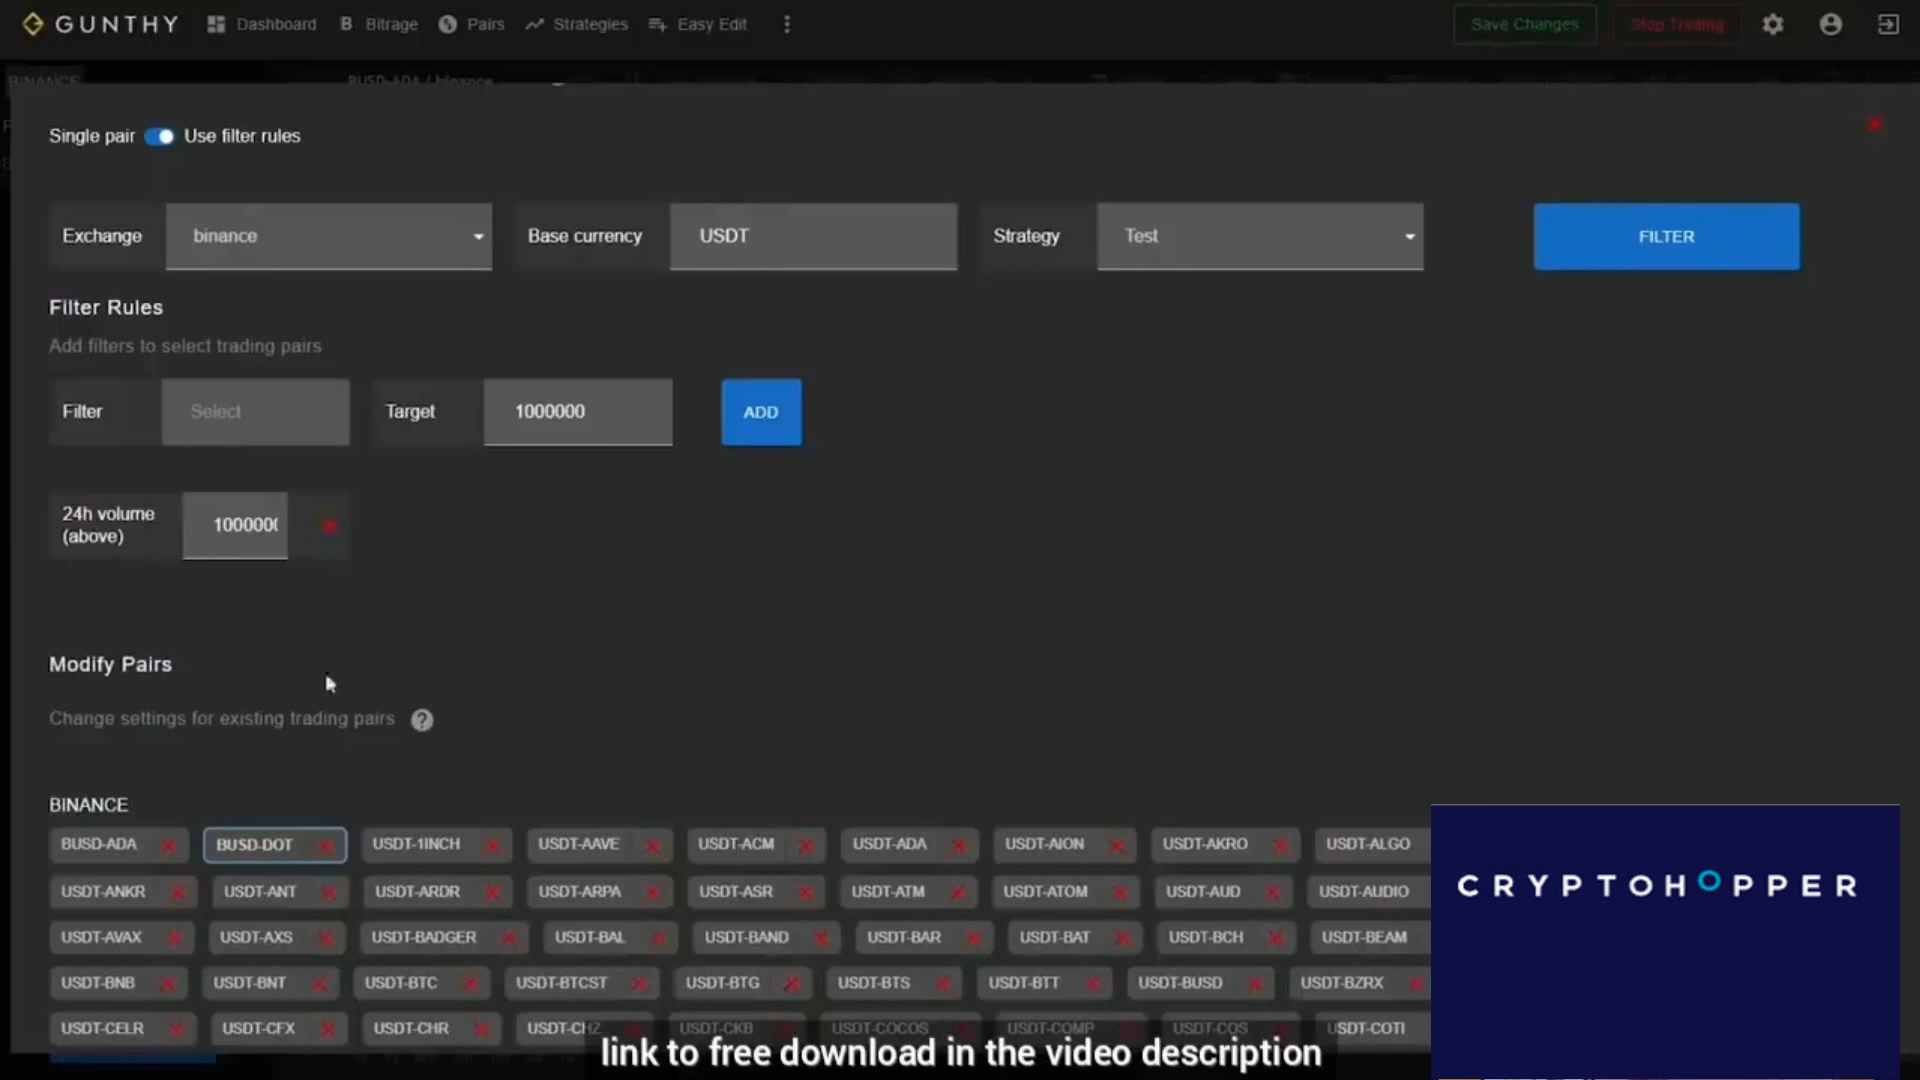 GUNTHY Dashboard Bitrage Pairs Strategies Easy Edit Save Changes Stop Trading
BINANCE BUSD-ADA / binance
Single pair Use filter rules
Exchange binance Base currency USDT Strategy Test FILTER
Filter Rules
Add filters to select trading pairs
Filter Select Target 1000000 ADD
24h volume
(above)
100000
Modify Pairs
Change settings for existing trading pairs ?
BINANCE
BUSD-ADA BUSD-DOT USDT-1INCH USDT-AAVE USDT-ACM USDT-ADA USDT-AION USDT-AKRO USDT-ALGO
USDT-ANKR USDT-ANT USDT-ARDR USDT-ARPA USDT-ASR USDT-ATM USDT-ATOM USDT-AUD USDT-AUDIO
USDT-AVAX USDT-AXS USDT-BADGER USDT-BAL USDT-BAND USDT-BAR USDT-BAT USDT-BCH USDT-BEAM
USDT-BNB USDT-BNT USDT-BTC USDT-BTCST USDT-BTG USDT-BTS USDT-BTT USDT-BUSD USDT-BZRX
USDT-CELR USDT-CFX USDT-CHR USDT-CHZ USDT-CKB USDT-COCOS USDT-COMP USDT-COS USDT-COTI
CRYPTOHOPPER
link to free download in the video description